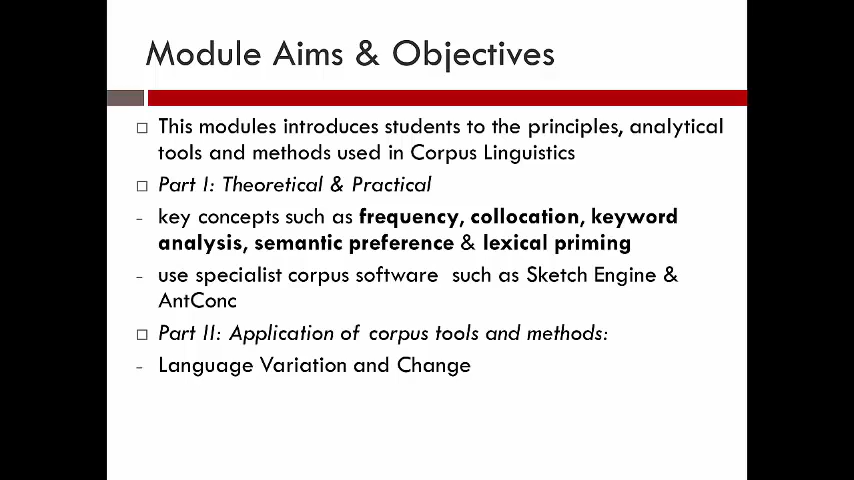 Module Aims & Objectives
□ This modules introduces students to the principles, analytical
tools and methods used in Corpus Linguistics
□ Part I: Theoretical & Practical
- key concepts such as frequency, collocation, keyword
analysis, semantic preference & lexical priming
- use specialist corpus software such as Sketch Engine &
AntConc
□ Part II: Application of corpus tools and methods:
- Language Variation and Change